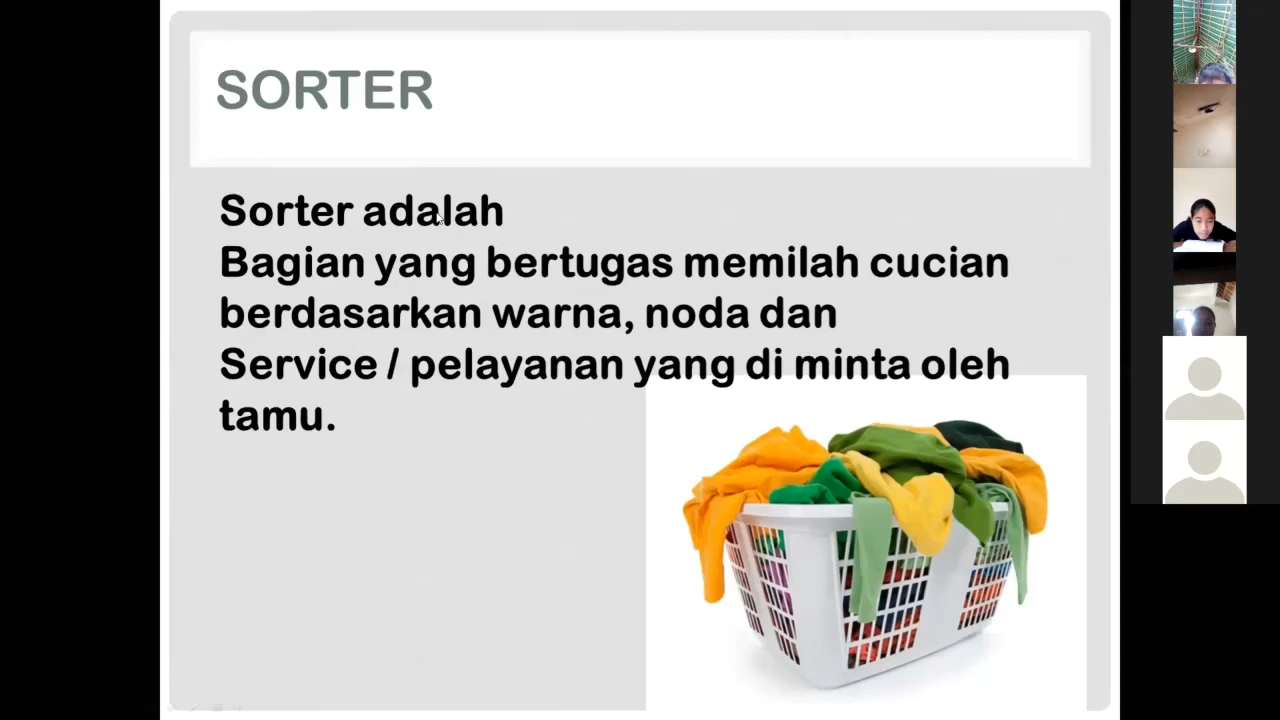 SORTER
Sorter adalah
Bagian yang bertugas memilah cucian
berdasarkan warna, noda dan
Service / pelayanan yang di minta oleh
tamu.